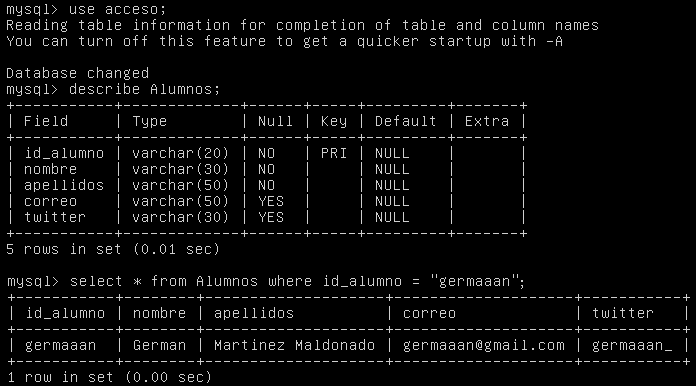 mysql> use acceso;
Reading table information for completion of table and column names
You can turn off this feature to get a quicker startup with -A

Database changed
mysql> describe Alumnos;
+-----------+-------------+------+-----+---------+-------+
| Field     | Type        | Null | Key | Default | Extra |
+-----------+-------------+------+-----+---------+-------+
| id_alumno | varchar(20) | NO   | PRI | NULL    |       |
| nombre    | varchar(30) | NO   |     | NULL    |       |
| apellidos | varchar(50) | NO   |     | NULL    |       |
| correo    | varchar(50) | YES  |     | NULL    |       |
| twitter   | varchar(30) | YES  |     | NULL    |       |
+-----------+-------------+------+-----+---------+-------+
5 rows in set (0.01 sec)

mysql> select * from Alumnos where id_alumno = "germaaan";
+-----------+--------+--------------------+--------------------+-----------+
| id_alumno | nombre | apellidos          | correo             | twitter   |
+-----------+--------+--------------------+--------------------+-----------+
| germaaan  | German | Martinez Maldonado | germaaan@gmail.com | germaaan_ |
+-----------+--------+--------------------+--------------------+-----------+
1 row in set (0.00 sec)